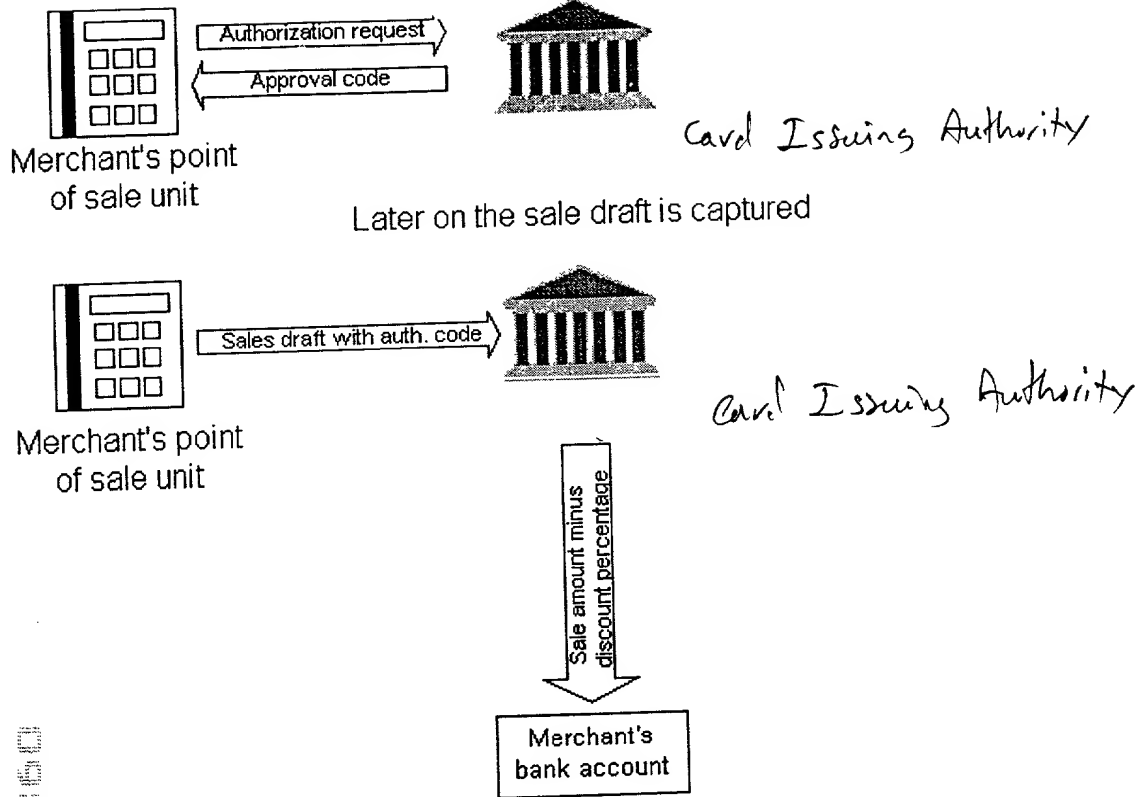 Authorization request
Approval code
Card Issuing Authority
Merchant's point
of sale unit
Later on the sale draft is captured
Sales draft with auth. code
Card Issuing Authority
Merchant's point
of sale unit
Sale amount minus
discount percentage
Merchant's
bank account